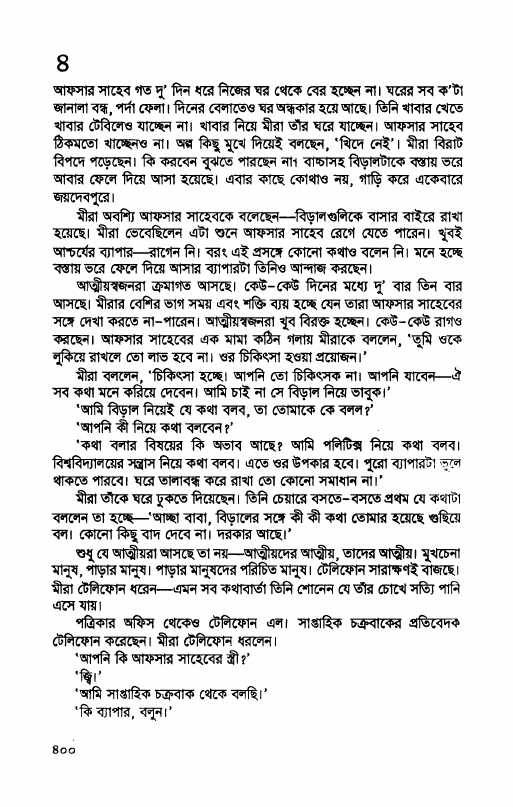 ৪
আফসার সাহেব গত দু' দিন ধরে নিজের ঘর থেকে বের হচ্ছেন না। ঘরের সব ক'টা
জানালা বন্ধ, পর্দা ফেলা। দিনের বেলাতেও ঘর অন্ধকার হয়ে আছে। তিনি খাবার খেতে
খাবার টেবিলেও যাচ্ছেন না। খাবার নিয়ে মীরা তাঁর ঘরে যাচ্ছেন। আফসার সাহেব
ঠিকমতো খাচ্ছেনও না। অল্প কিছু মুখে দিয়েই বলছেন, 'খিদে নেই'। মীরা বিরাট
বিপদে পড়েছেন। কি করবেন বুঝতে পারছেন না। বাচ্চাসহ বিড়ালটাকে বস্তায় ভরে
আবার ফেলে দিয়ে আসা হয়েছে। এবার কাছে কোথাও নয়, গাড়ি করে একেবারে
জয়দেবপুরে।
মীরা অবশ্যি আফসার সাহেবকে বলেছেন—বিড়ালগুলিকে বাসার বাইরে রাখা
হয়েছে। মীরা ভেবেছিলেন এটা শুনে আফসার সাহেব রেগে যেতে পারেন। খুবই
আশ্চর্যের ব্যাপার—রাগেন নি। বরং এই প্রসঙ্গে কোনো কথাও বলেন নি। মনে হচ্ছে
বস্তায় ভরে ফেলে দিয়ে আসার ব্যাপারটা তিনিও আন্দাজ করছেন।
আত্মীয়স্বজনরা ক্রমাগত আসছে। কেউ-কেউ দিনের মধ্যে দু' বার তিন বার
আসছে। মীরার বেশির ভাগ সময় এবং শক্তি ব্যয় হচ্ছে যেন তারা আফসার সাহেবের
সঙ্গে দেখা করতে না-পারেন। আত্মীয়স্বজনরা খুব বিরক্ত হচ্ছেন। কেউ-কেউ রাগও
করছেন। আফসার সাহেবের এক মামা কঠিন গলায় মীরাকে বললেন, 'তুমি ওকে
লুকিয়ে রাখলে তো লাভ হবে না। ওর চিকিৎসা হওয়া প্রয়োজন।'
মীরা বললেন, 'চিকিৎসা হচ্ছে। আপনি তো চিকিৎসক না। আপনি যাবেন—ঐ
সব কথা মনে করিয়ে দেবেন। আমি চাই না সে বিড়াল নিয়ে ভাবুক।'
'আমি বিড়াল নিয়েই যে কথা বলব, তা তোমাকে কে বলল?'
'আপনি কী নিয়ে কথা বলবেন?'
'কথা বলার বিষয়ের কি অভাব আছে? আমি পলিটিক্স নিয়ে কথা বলব।
বিশ্ববিদ্যালয়ের সন্ত্রাস নিয়ে কথা বলব। এতে ওর উপকার হবে। পুরো ব্যাপারটা ভুলে
থাকতে পারবে। ঘরে তালাবন্ধ করে রাখা তো কোনো সমাধান না।'
মীরা তাঁকে ঘরে ঢুকতে দিয়েছেন। তিনি চেয়ারে বসতে-বসতে প্রথম যে কথাটা
বললেন তা হচ্ছে—'আচ্ছা বাবা, বিড়ালের সঙ্গে কী কী কথা তোমার হয়েছে গুছিয়ে
বল। কোনো কিছু বাদ দেবে না। দরকার আছে।'
শুধু যে আত্মীয়রা আসছে তা নয়—আত্মীয়দের আত্মীয়, তাদের আত্মীয়। মুখচেনা
মানুষ, পাড়ার মানুষ। পাড়ার মানুষদের পরিচিত মানুষ। টেলিফোন সারাক্ষণই বাজছে।
মীরা টেলিফোন ধরেন—এমন সব কথাবার্তা তিনি শোনেন যে তাঁর চোখে সত্যি পানি
এসে যায়।
পত্রিকার অফিস থেকেও টেলিফোন এল। সাপ্তাহিক চক্রবাকের প্রতিবেদক
টেলিফোন করেছেন। মীরা টেলিফোন ধরলেন।
'আপনি কি আফসার সাহেবের স্ত্রী?'
'জ্বি।'
'আমি সাপ্তাহিক চক্রবাক থেকে বলছি।'
'কি ব্যাপার, বলুন।'
৪০০